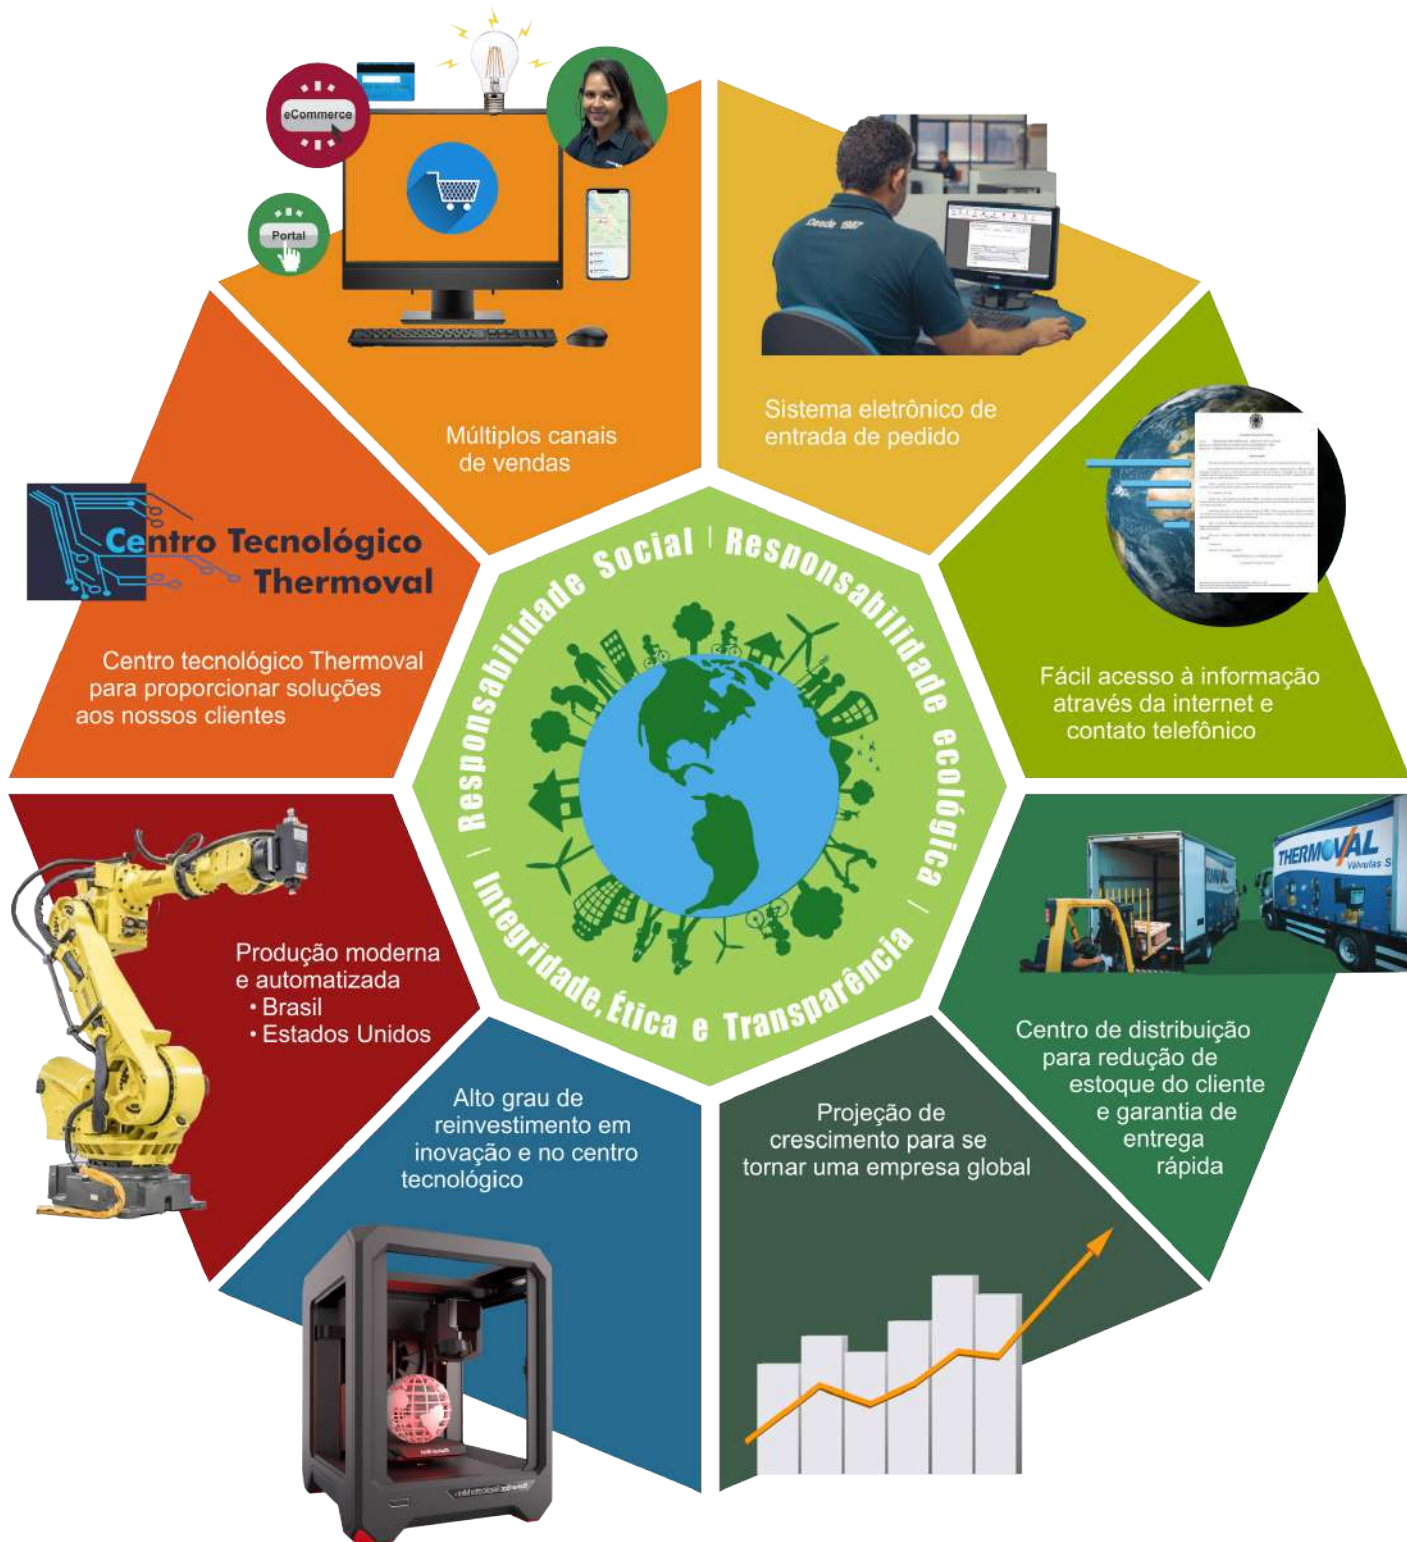 eCommerce
Portal
Múltiplos canais
de vendas
Desde 1987
Sistema eletrônico de
entrada de pedido
Fácil acesso à informação
através da internet e
contato telefônico
THERMOVAL
Válvulas S
Centro de distribuição
para redução de
estoque do cliente
e garantia de
entrega
rápida
Projeção de
crescimento para se
tornar uma empresa global
Alto grau de
reinvestimento em
inovação e no centro
tecnológico
Produção moderna
e automatizada
• Brasil
• Estados Unidos
Centro Tecnológico
Thermoval
Centro tecnológico Thermoval
para proporcionar soluções
aos nossos clientes
| Responsabilidade Social | Responsabilidade ecológica | Integridade, Ética e Transparência